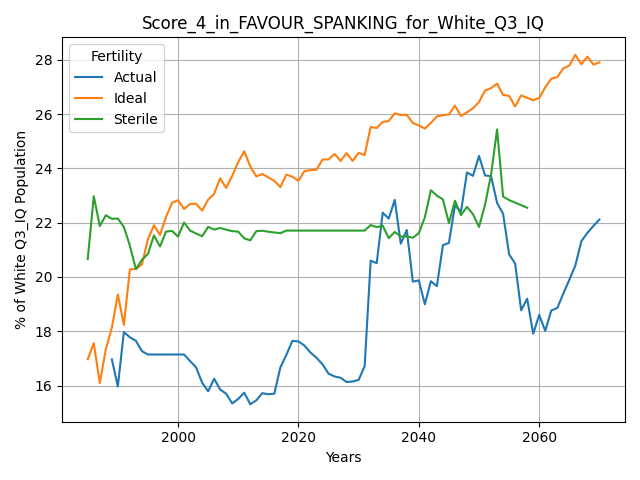 Score_4_in_FAVOUR_SPANKING_for_White_Q3_IQ
Fertility
Actual
Ideal
Sterile
% of White Q3_IQ Population
28
26
24
22
20
18
16
2000
2020
2040
2060
Years